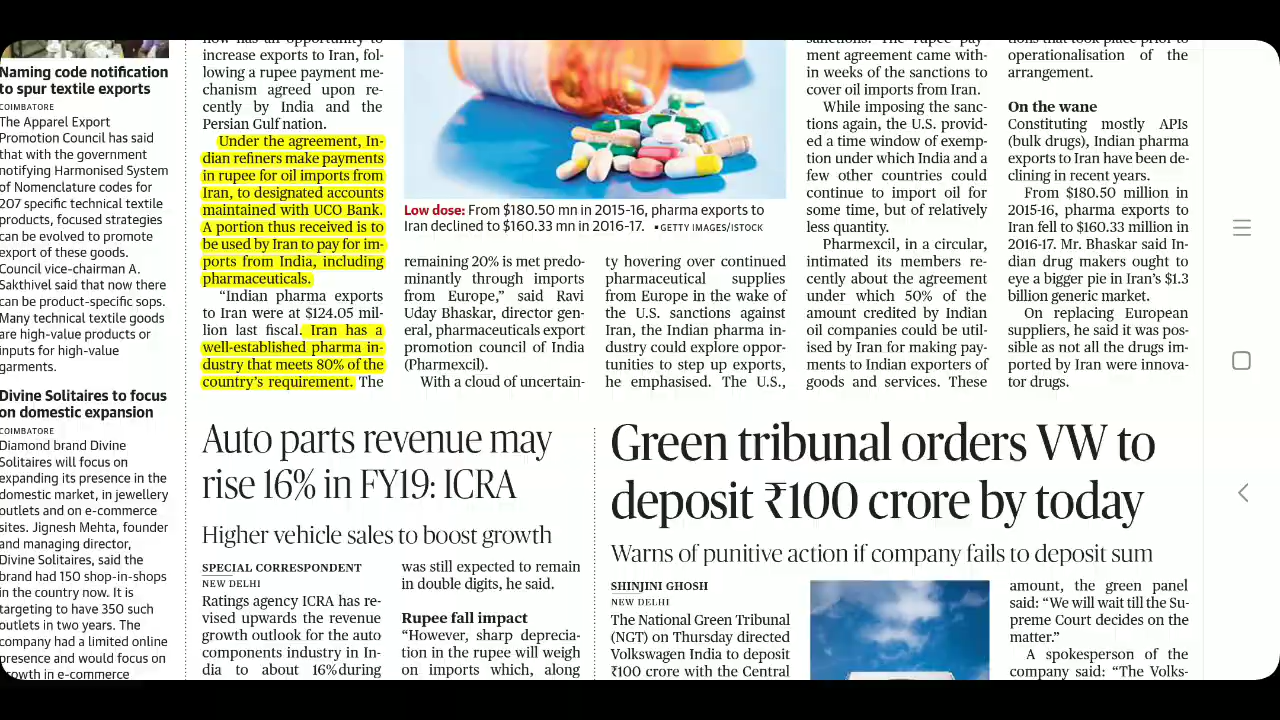 Naming code notification
to spur textile exports
COIMBATORE
The Apparel Export
Promotion Council has said
that with the government
notifying Harmonised System
of Nomenclature codes for
207 specific technical textile
products, focused strategies
can be evolved to promote
export of these goods.
Council vice-chairman A.
Sakthivel said that now there
can be product-specific sops.
Many technical textile goods
are high-value products or
inputs for high-value
garments.
Divine Solitaires to focus
on domestic expansion
COIMBATORE
Diamond brand Divine
Solitaires will focus on
expanding its presence in the
domestic market, in jewellery
outlets and on e-commerce
sites. Jignesh Mehta, founder
and managing director,
Divine Solitaires, said the
brand had 150 shop-in-shops
in the country now. It is
targeting to have 350 such
outlets in two years. The
company had a limited online
presence and would focus on
growth in e-commerce
now has an opportunity to
increase exports to Iran, fol-
lowing a rupee payment me-
chanism agreed upon re-
cently by India and the
Persian Gulf nation.
Under the agreement, In-
dian refiners make payments
in rupee for oil imports from
Iran, to designated accounts
maintained with UCO Bank.
A portion thus received is to
be used by Iran to pay for im-
ports from India, including
pharmaceuticals.
“Indian pharma exports
to Iran were at $124.05 mil-
lion last fiscal. Iran has a
well-established pharma in-
dustry that meets 80% of the
country’s requirement. The
Low dose: From $180.50 mn in 2015-16, pharma exports to
Iran declined to $160.33 mn in 2016-17. ▪GETTY IMAGES/ISTOCK
remaining 20% is met predo-
minantly through imports
from Europe,” said Ravi
Uday Bhaskar, director gen-
eral, pharmaceuticals export
promotion council of India
(Pharmexcil).
With a cloud of uncertain-
ty hovering over continued
pharmaceutical supplies
from Europe in the wake of
the U.S. sanctions against
Iran, the Indian pharma in-
dustry could explore oppor-
tunities to step up exports,
he emphasised. The U.S.,
sanctions. The rupee pay-
ment agreement came with-
in weeks of the sanctions to
cover oil imports from Iran.
While imposing the sanc-
tions again, the U.S. provid-
ed a time window of exemp-
tion under which India and a
few other countries could
continue to import oil for
some time, but of relatively
less quantity.
Pharmexcil, in a circular,
intimated its members re-
cently about the agreement
under which 50% of the
amount credited by Indian
oil companies could be util-
ised by Iran for making pay-
ments to Indian exporters of
goods and services. These
tions that took place prior to
operationalisation of the
arrangement.
On the wane
Constituting mostly APIs
(bulk drugs), Indian pharma
exports to Iran have been de-
clining in recent years.
From $180.50 million in
2015-16, pharma exports to
Iran fell to $160.33 million in
2016-17. Mr. Bhaskar said In-
dian drug makers ought to
eye a bigger pie in Iran’s $1.3
billion generic market.
On replacing European
suppliers, he said it was pos-
sible as not all the drugs im-
ported by Iran were innova-
tor drugs.
Auto parts revenue may
rise 16% in FY19: ICRA
Higher vehicle sales to boost growth
SPECIAL CORRESPONDENT
NEW DELHI
Ratings agency ICRA has re-
vised upwards the revenue
growth outlook for the auto
components industry in In-
dia to about 16%during
was still expected to remain
in double digits, he said.
Rupee fall impact
“However, sharp deprecia-
tion in the rupee will weigh
on imports which, along
Green tribunal orders VW to
deposit ₹100 crore by today
Warns of punitive action if company fails to deposit sum
SHINJINI GHOSH
NEW DELHI
The National Green Tribunal
(NGT) on Thursday directed
Volkswagen India to deposit
₹100 crore with the Central
amount, the green panel
said: “We will wait till the Su-
preme Court decides on the
matter.”
A spokesperson of the
company said: “The Volks-